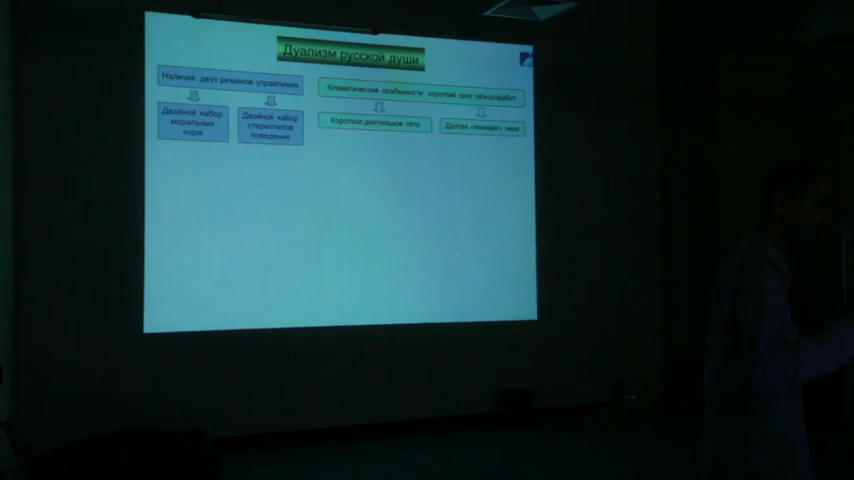 Дуализм русской души
Наличие двух режимов управления
Климатические особенности: короткий срок сельхозработ
Двойной набор
моральных
норм
Двойной набор
стереотипов
поведения
Короткое деятельное лето
Долгая «ленивая» зима